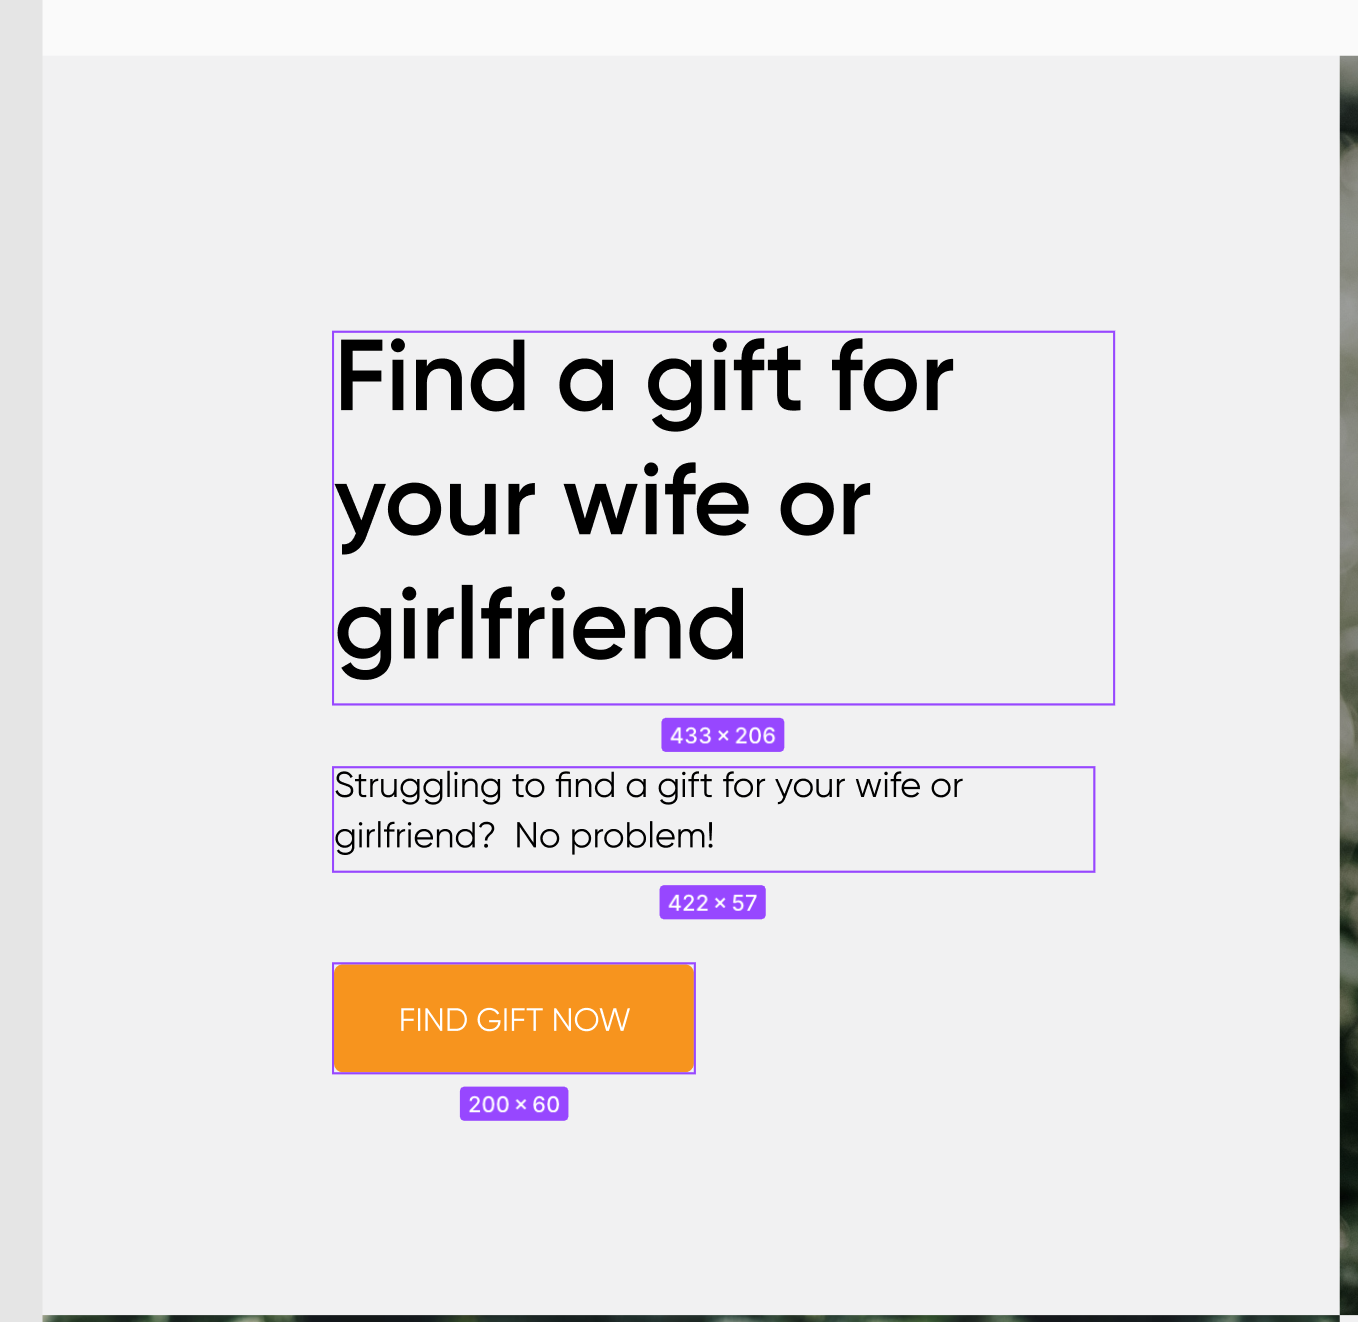 Find a gift for
your wife or
girlfriend
433 × 206
Struggling to find a gift for your wife or
girlfriend?  No problem!
422 × 57
FIND GIFT NOW
200 × 60